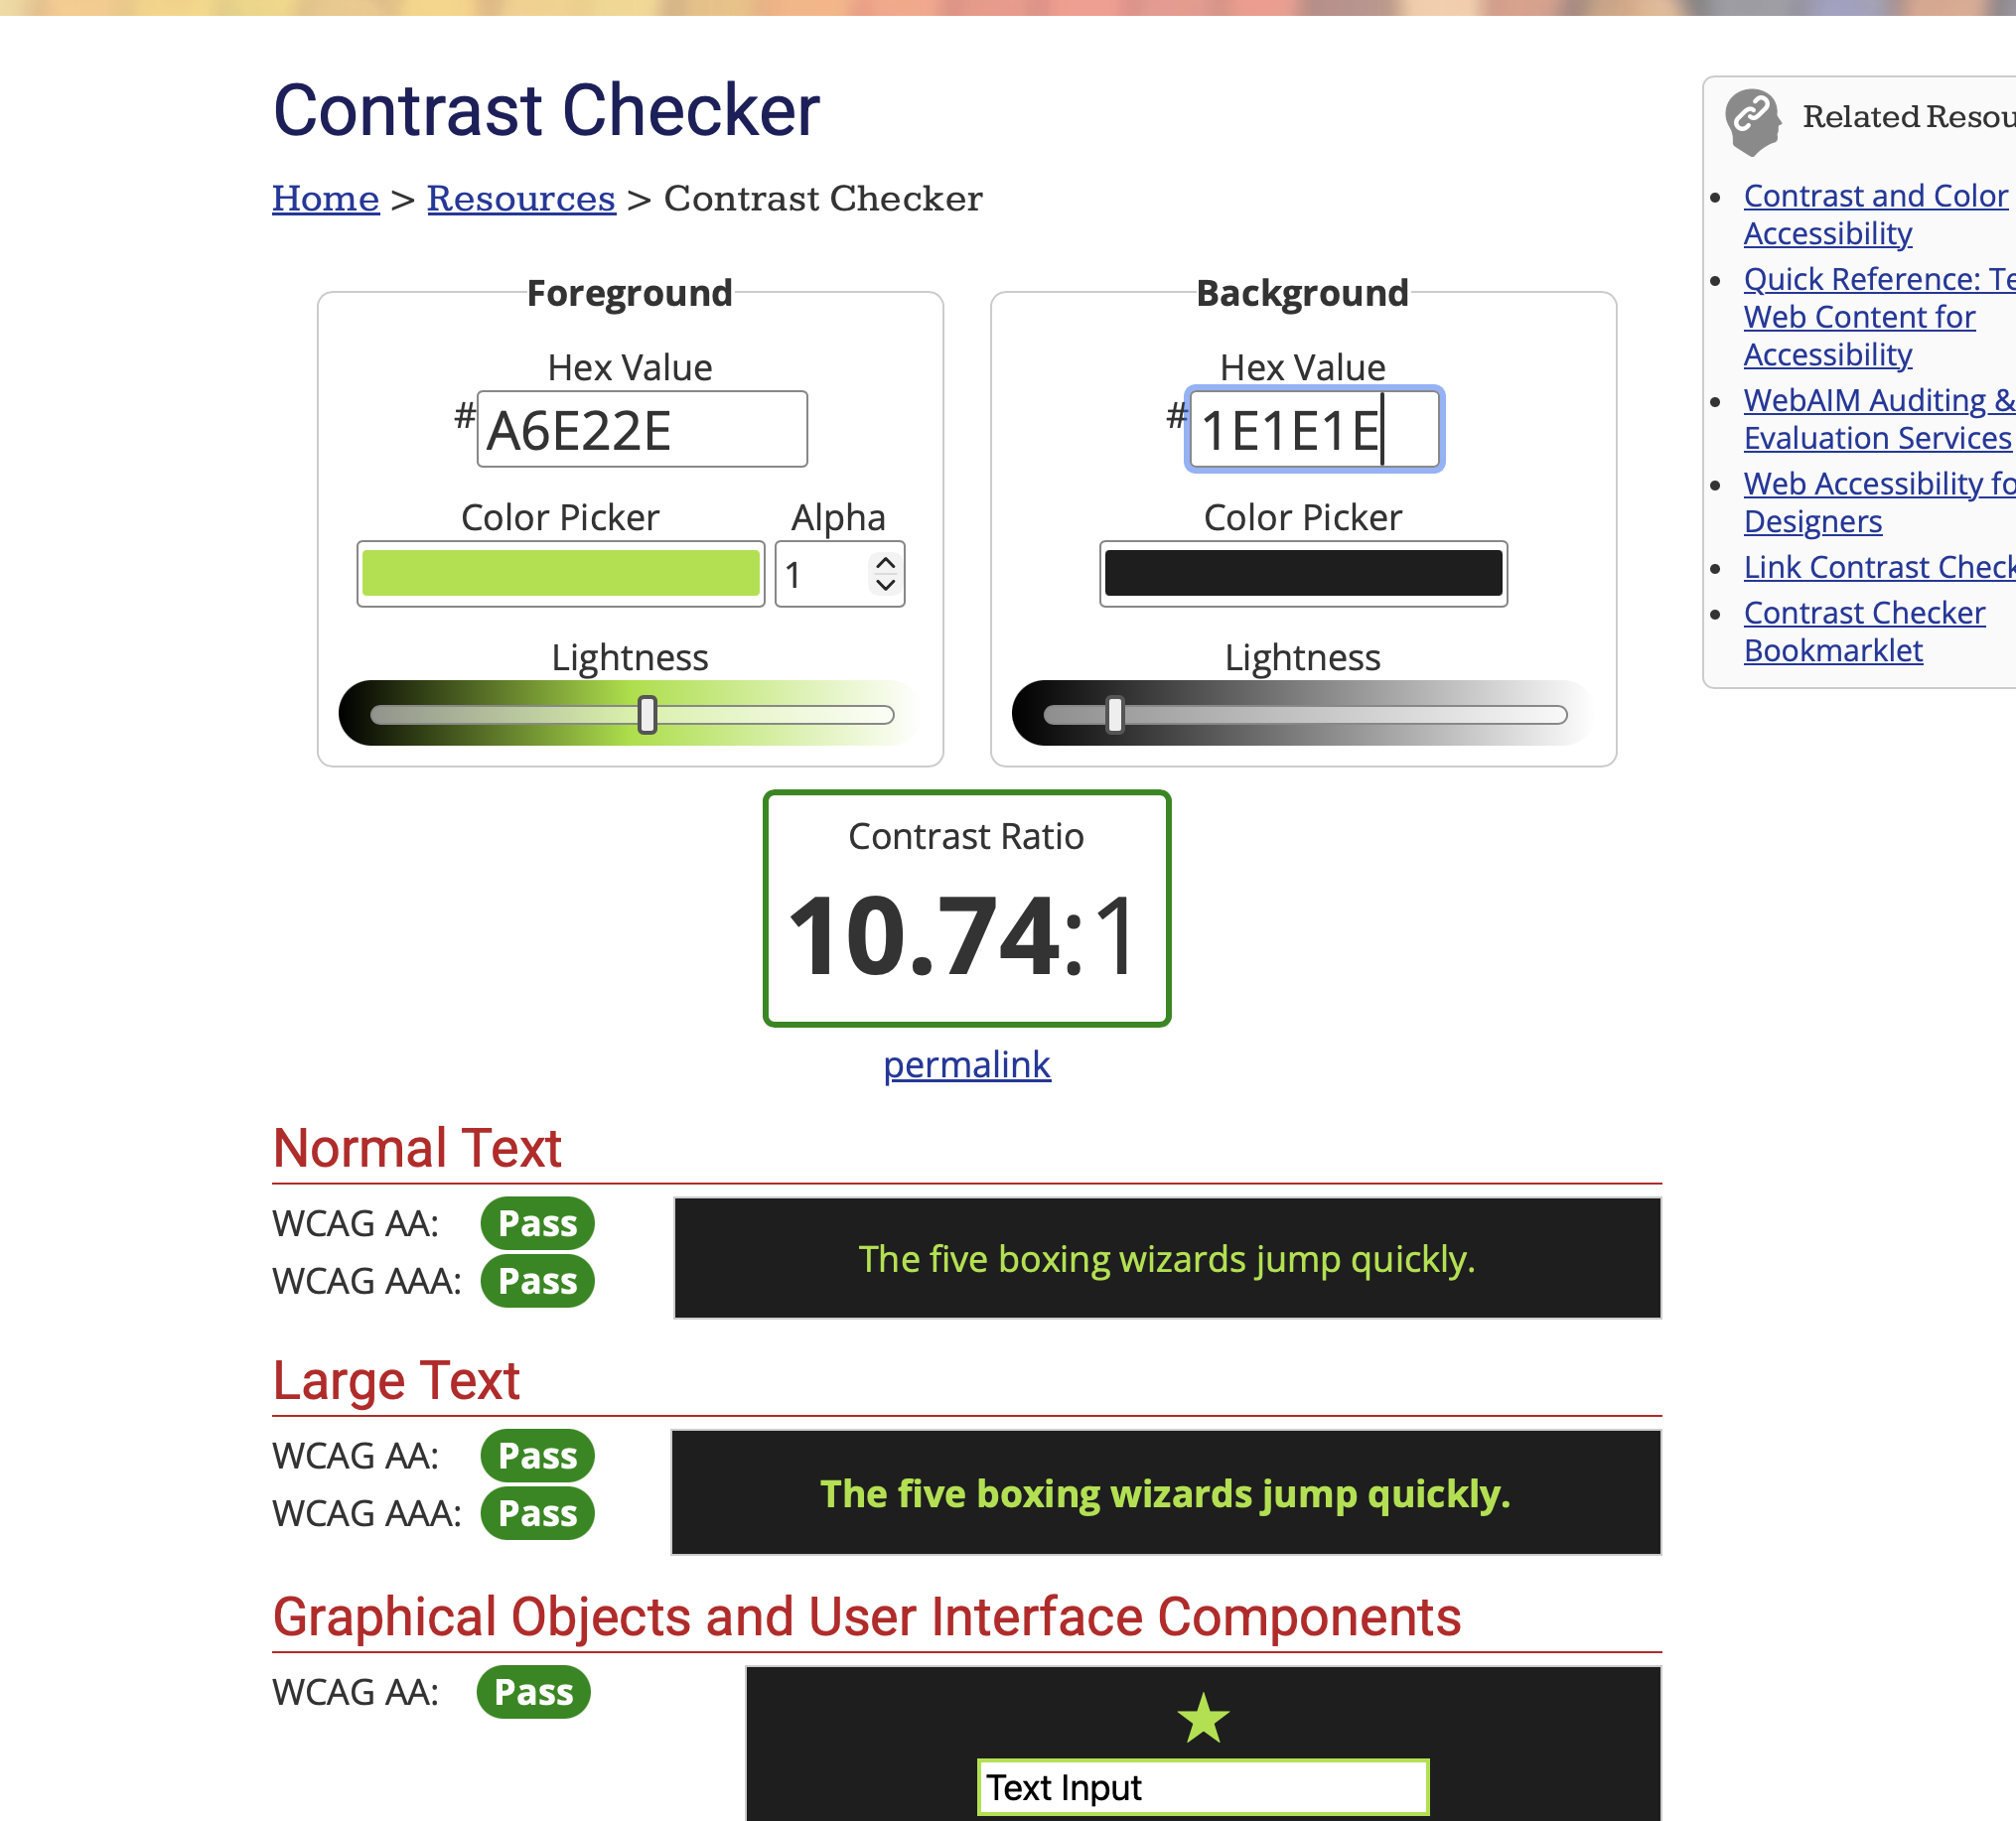 Contrast Checker
Home > Resources > Contrast Checker
Foreground
Hex Value
#
A6E22E
Color Picker
Alpha
1
Lightness
Background
Hex Value
#
1E1E1E
Color Picker
Lightness
Contrast Ratio
10.74:1
permalink
Normal Text
WCAG AA: Pass
WCAG AAA: Pass
The five boxing wizards jump quickly.
Large Text
WCAG AA: Pass
WCAG AAA: Pass
The five boxing wizards jump quickly.
Graphical Objects and User Interface Components
WCAG AA: Pass
Text Input
Related
Contrast and Color
Accessibility
Quick Reference:
Web Content for
Accessibility
WebAIM Auditing &
Evaluation Services
Web Accessibility
Designers
Link Contrast
Contrast Checker
Bookmarklet